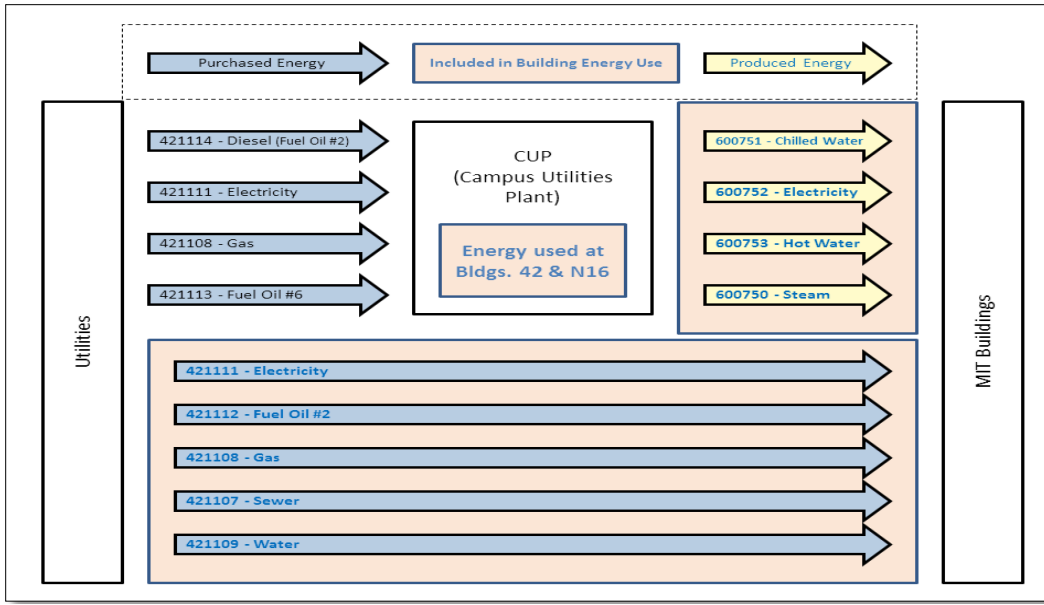 Purchased Energy
Included in Building Energy Use
Produced Energy
Utilities
421114 - Diesel (Fuel Oil #2)
421111 - Electricity
421108 - Gas
421113 - Fuel Oil #6
CUP
(Campus Utilities
Plant)
Energy used at
Bldgs. 42 & N16
600751 - Chilled Water
600752 - Electricity
600753 - Hot Water
600750 - Steam
421111 - Electricity
421112 - Fuel Oil #2
421108 - Gas
421107 - Sewer
421109 - Water
MIT Buildings